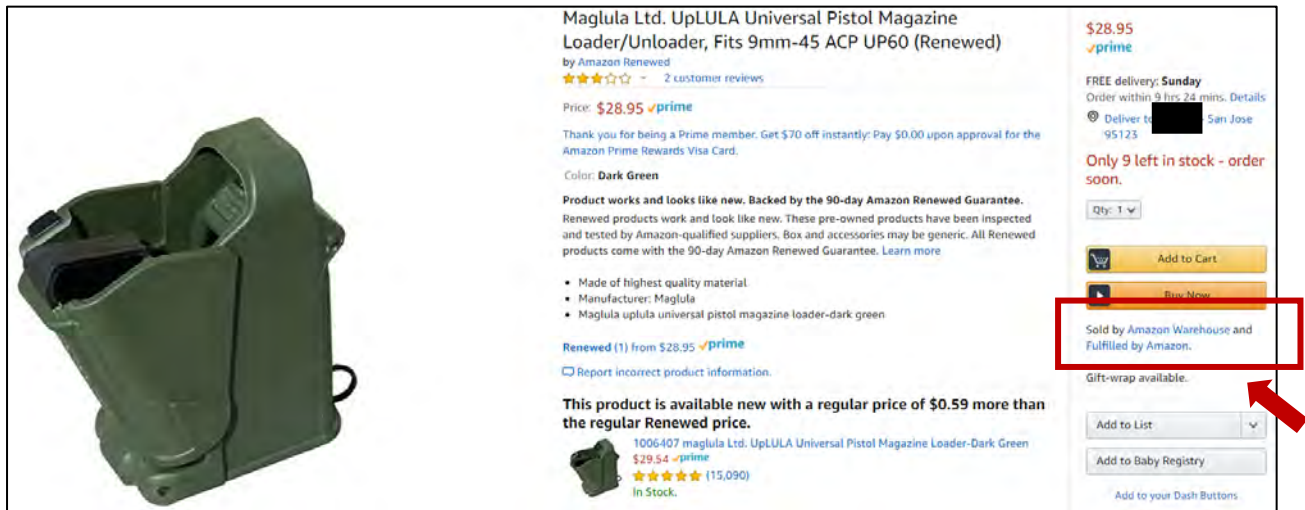 Maglula Ltd. UpLULA Universal Pistol Magazine
Loader/Unloader, Fits 9mm-45 ACP UP60 (Renewed)
by Amazon Renewed
2 customer reviews
Price: $28.95 prime
Thank you for being a Prime member. Get $70 off instantly: Pay $0.00 upon approval for the
Amazon Prime Rewards Visa Card.
Color: Dark Green
Product works and looks like new. Backed by the 90-day Amazon Renewed Guarantee.
Renewed products work and look like new. These pre-owned products have been inspected
and tested by Amazon-qualified suppliers. Box and accessories may be generic. All Renewed
products come with the 90-day Amazon Renewed Guarantee. Learn more
• Made of highest quality material
• Manufacturer: Maglula
• Maglula uplula universal pistol magazine loader-dark green
Renewed (1) from $28.95 prime
Report incorrect product information.
This product is available new with a regular price of $0.59 more than
the regular Renewed price.
1006407 maglula Ltd. UpLULA Universal Pistol Magazine Loader-Dark Green
$29.54 prime
(15,090)
In Stock.
$28.95
prime
FREE delivery: Sunday
Order within 9 hrs 24 mins. Details
Deliver to San Jose
95123
Only 9 left in stock - order
soon.
Qty: 1
Add to Cart
Buy Now
Sold by Amazon Warehouse and
Fulfilled by Amazon.
Gift-wrap available.
Add to List
Add to Baby Registry
Add to your Dash Buttons